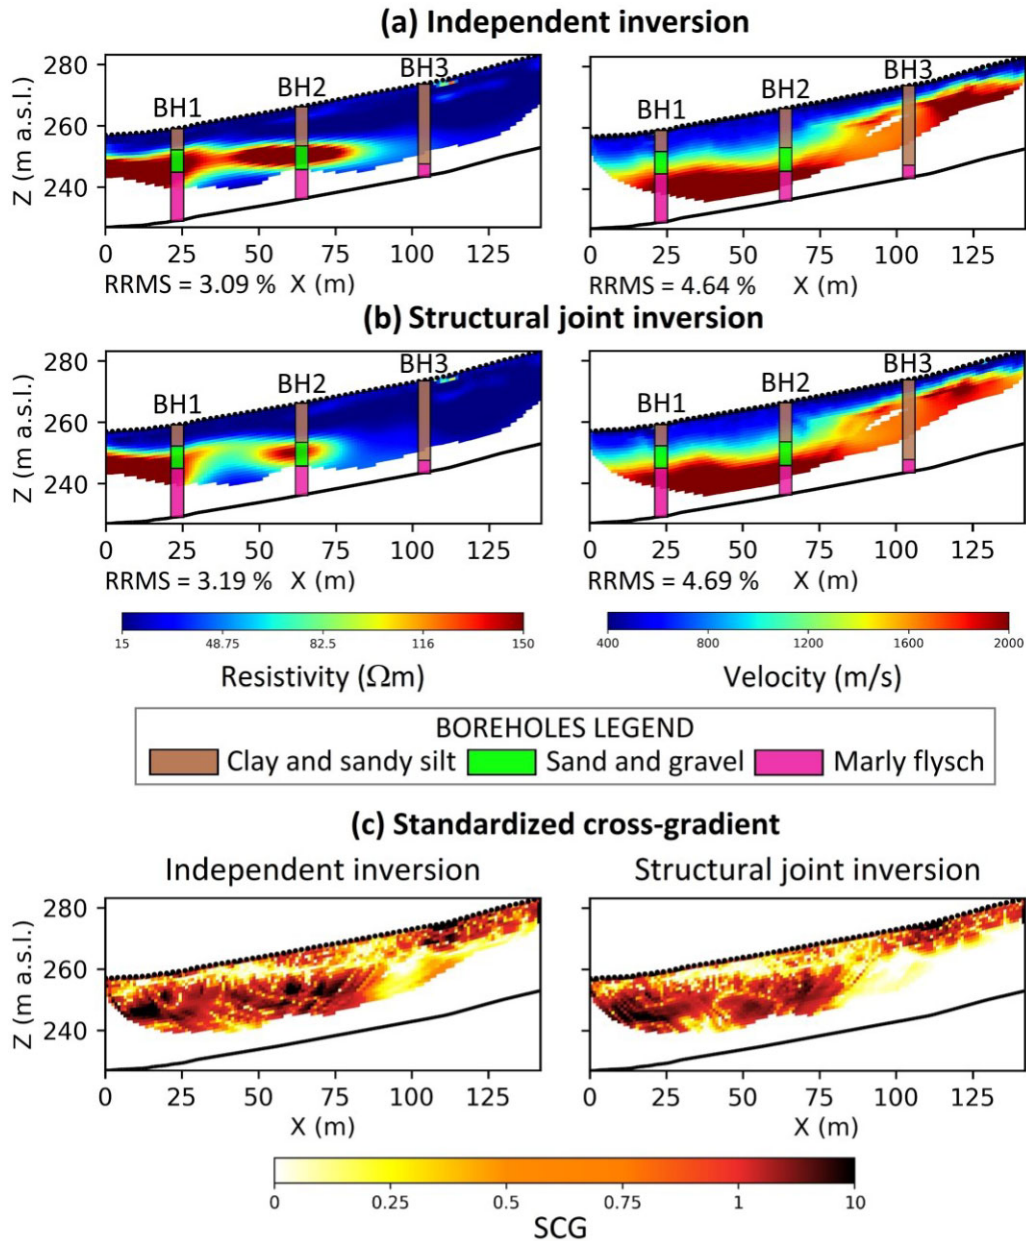 (a) Independent inversion
280
260
240
Z (m a.s.l.)
BH1
BH2
BH3
0 25 50 75 100 125
RRMS = 3.09 % X (m)
BH1
BH2
BH3
0 25 50 75 100 125
RRMS = 4.64 % X (m)
(b) Structural joint inversion
280
260
240
Z (m a.s.l.)
BH1
BH2
BH3
0 25 50 75 100 125
RRMS = 3.19 % X (m)
BH1
BH2
BH3
0 25 50 75 100 125
RRMS = 4.69 % X (m)
15 48.75 82.5 116 150
Resistivity (Ωm)
400 800 1200 1600 2000
Velocity (m/s)
BOREHOLES LEGEND
Clay and sandy silt Sand and gravel Marly flysch
(c) Standardized cross-gradient
Independent inversion
280
260
240
Z (m a.s.l.)
0 25 50 75 100 125
X (m)
Structural joint inversion
0 25 50 75 100 125
X (m)
0 0.25 0.5 0.75 1 10
SCG